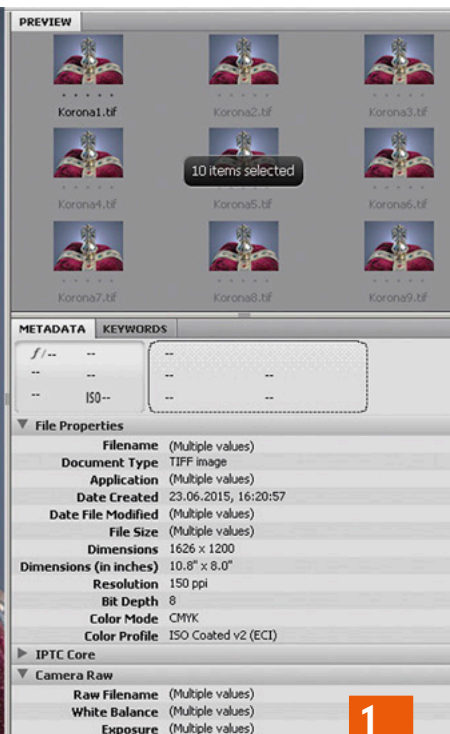 PREVIEW
Korona1.tif Korona2.tif Korona3.tif
10 items selected
Korona4.tif Korona5.tif Korona6.tif
Korona7.tif Korona8.tif Korona9.tif
METADATA KEYWORDS
f/-- -- --
-- -- -- --
-- ISO-- -- --
File Properties
Filename (Multiple values)
Document Type TIFF image
Application (Multiple values)
Date Created 23.06.2015, 16:20:57
Date File Modified (Multiple values)
File Size (Multiple values)
Dimensions 1626 x 1200
Dimensions (in inches) 10.8" x 8.0"
Resolution 150 ppi
Bit Depth 8
Color Mode CMYK
Color Profile ISO Coated v2 (ECI)
IPTC Core
Camera Raw
Raw Filename (Multiple values)
White Balance (Multiple values)
Exposure (Multiple values)
1